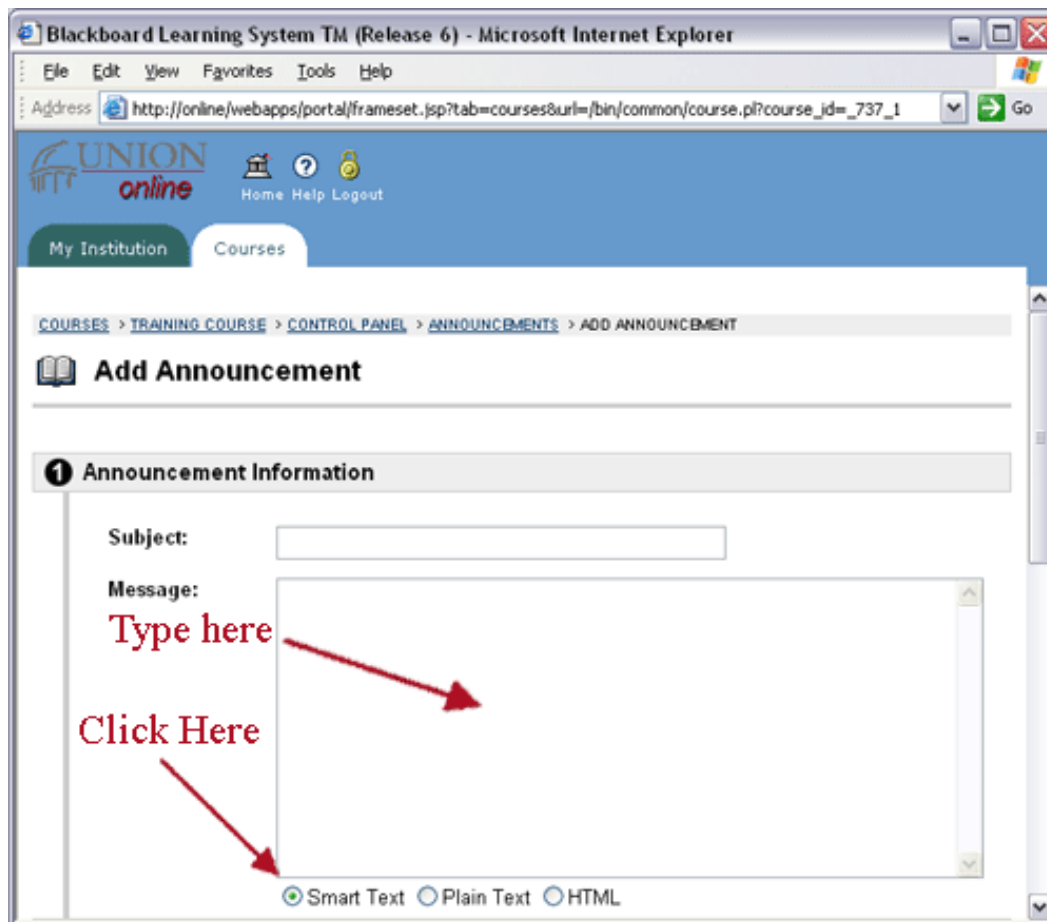 Blackboard Learning System TM (Release 6) - Microsoft Internet Explorer
File Edit View Favorites Tools Help
Address http://online/webapps/portal/frameset.jsp?tab=courses&url=/bin/common/course.pl?course_id=_737_1 Go
UNION
online
Home Help Logout
My Institution Courses
COURSES > TRAINING COURSE > CONTROL PANEL > ANNOUNCEMENTS > ADD ANNOUNCEMENT
Add Announcement
1 Announcement Information
Subject:
Message:
Type here
Click Here
Smart Text Plain Text HTML